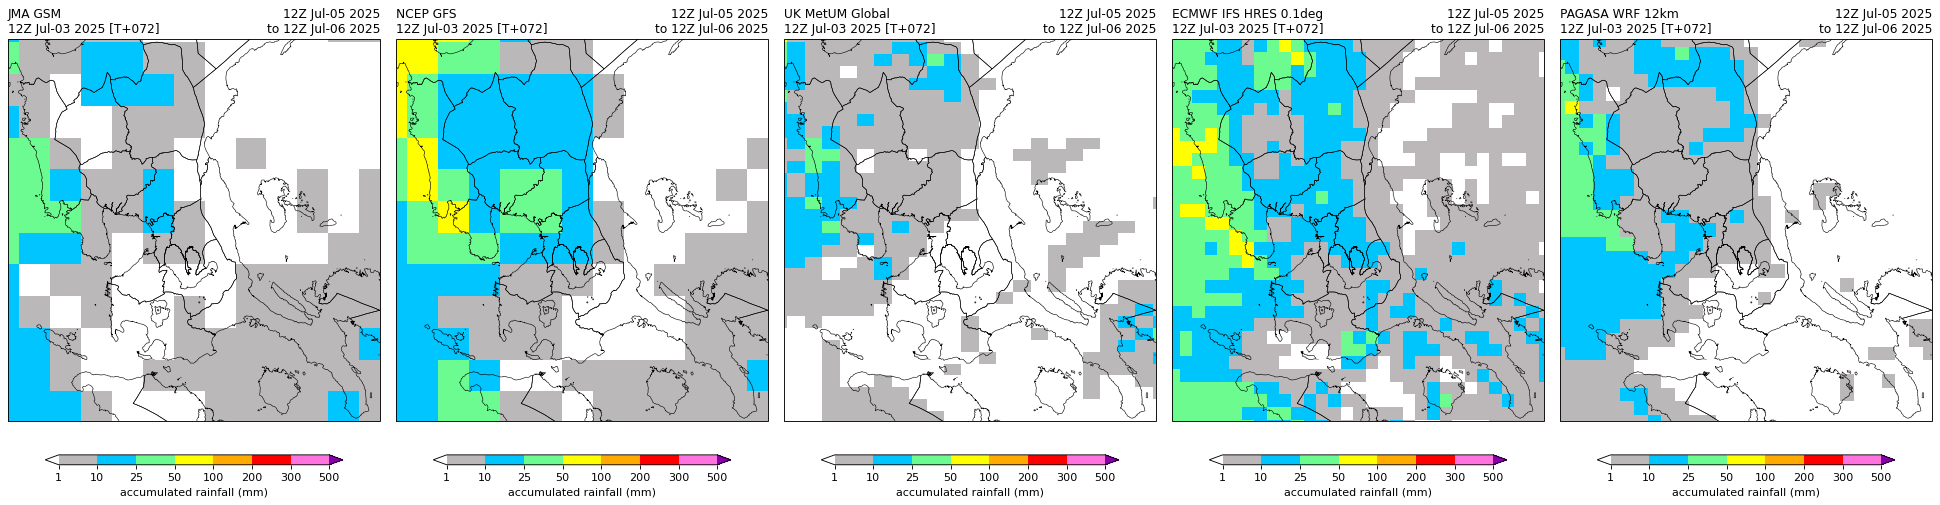 JMA GSM 12Z Jul-05 2025
12Z Jul-03 2025 [T+072] to 12Z Jul-06 2025
NCEP GFS 12Z Jul-05 2025
12Z Jul-03 2025 [T+072] to 12Z Jul-06 2025
UK MetUM Global 12Z Jul-05 2025
12Z Jul-03 2025 [T+072] to 12Z Jul-06 2025
ECMWF IFS HRES 0.1deg 12Z Jul-05 2025
12Z Jul-03 2025 [T+072] to 12Z Jul-06 2025
PAGASA WRF 12km 12Z Jul-05 2025
12Z Jul-03 2025 [T+072] to 12Z Jul-06 2025
1 10 25 50 100 200 300 500
accumulated rainfall (mm)
1 10 25 50 100 200 300 500
accumulated rainfall (mm)
1 10 25 50 100 200 300 500
accumulated rainfall (mm)
1 10 25 50 100 200 300 500
accumulated rainfall (mm)
1 10 25 50 100 200 300 500
accumulated rainfall (mm)